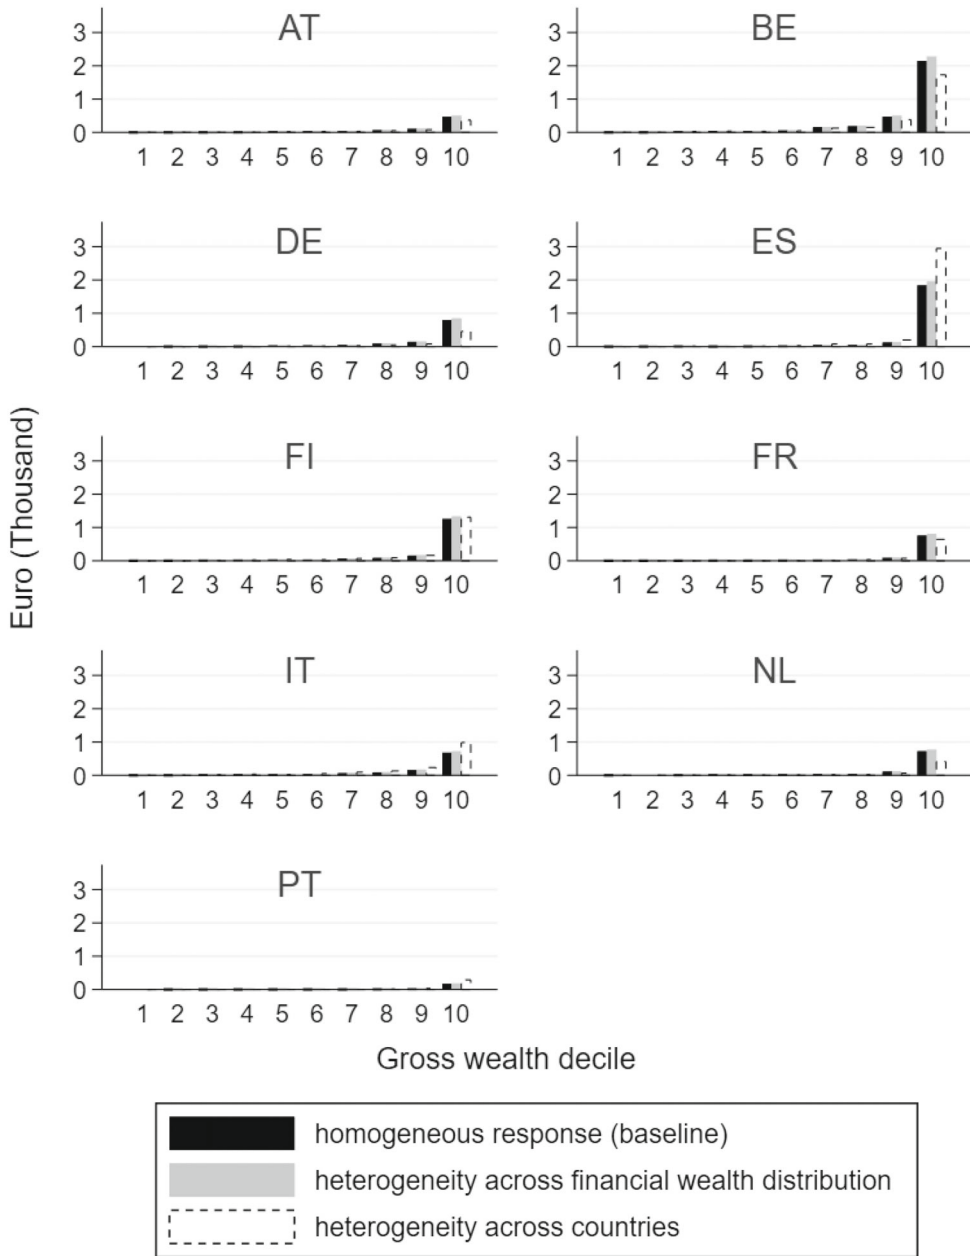 AT
3
2
1
0
1 2 3 4 5 6 7 8 9 10
BE
3
2
1
0
1 2 3 4 5 6 7 8 9 10
DE
3
2
1
0
1 2 3 4 5 6 7 8 9 10
ES
3
2
1
0
1 2 3 4 5 6 7 8 9 10
Euro (Thousand)
FI
3
2
1
0
1 2 3 4 5 6 7 8 9 10
FR
3
2
1
0
1 2 3 4 5 6 7 8 9 10
IT
3
2
1
0
1 2 3 4 5 6 7 8 9 10
NL
3
2
1
0
1 2 3 4 5 6 7 8 9 10
PT
3
2
1
0
1 2 3 4 5 6 7 8 9 10
Gross wealth decile
homogeneous response (baseline)
heterogeneity across financial wealth distribution
heterogeneity across countries